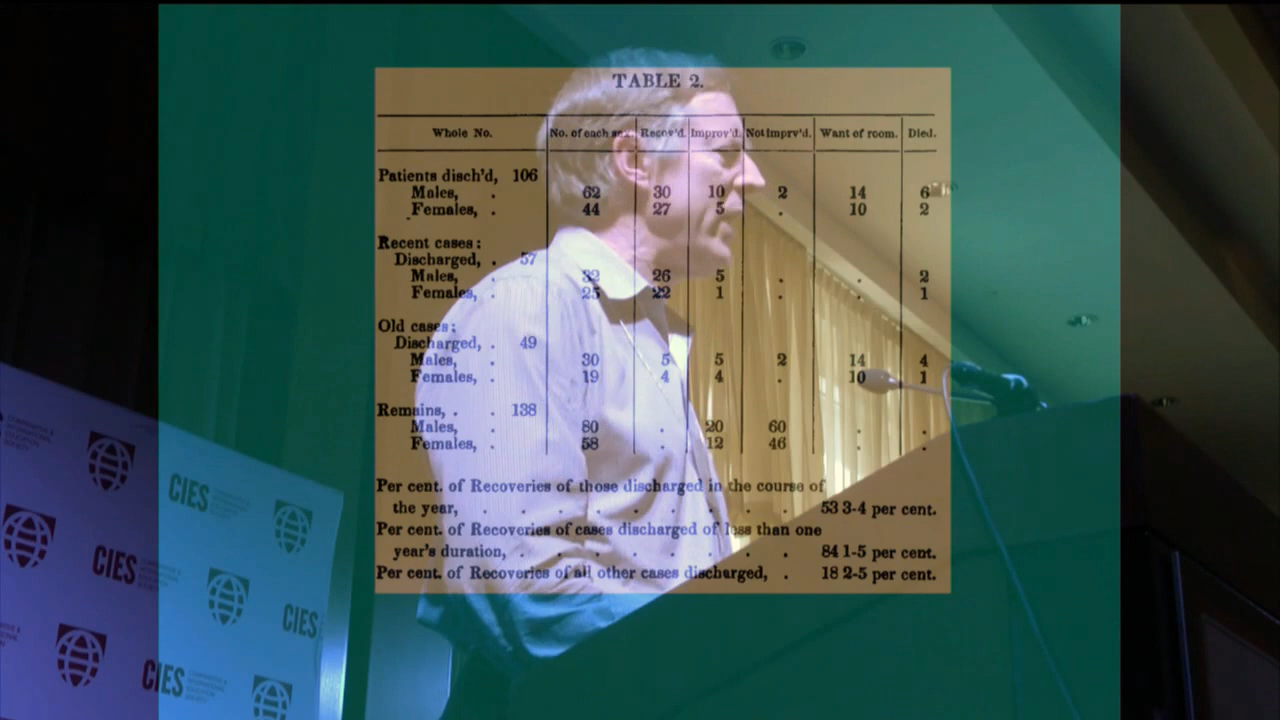 TABLE 2.
Whole No. No. of each sex. Recov'd. Improv'd. Not imprv'd. Want of room. Died.
Patients disch'd, 106
Males, . 62 30 10 2 14 6
Females, . 44 27 5 . 10 2
Recent cases:
Discharged, . 57
Males, . 32 26 5 . . 2
Females, . 25 22 1 . . 1
Old cases:
Discharged, . 49
Males, . 30 5 5 2 14 4
Females, . 19 4 4 . 10 1
Remains, . . 138
Males, . 80 . 20 60 . .
Females, . 58 . 12 46 . .
Per cent. of Recoveries of those discharged in the course of
the year, . . . . . . . . 53 3-4 per cent.
Per cent. of Recoveries of cases discharged of less than one
year's duration, . . . . . . . . 84 1-5 per cent.
Per cent. of Recoveries of all other cases discharged, . 18 2-5 per cent.
CIES
CIES
CIES
CIES